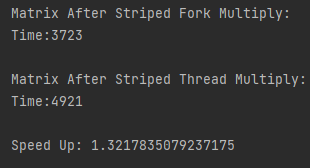 Matrix After Striped Fork Multiply:
Time:3723
Matrix After Striped Thread Multiply:
Time:4921
Speed Up: 1.3217835079237175